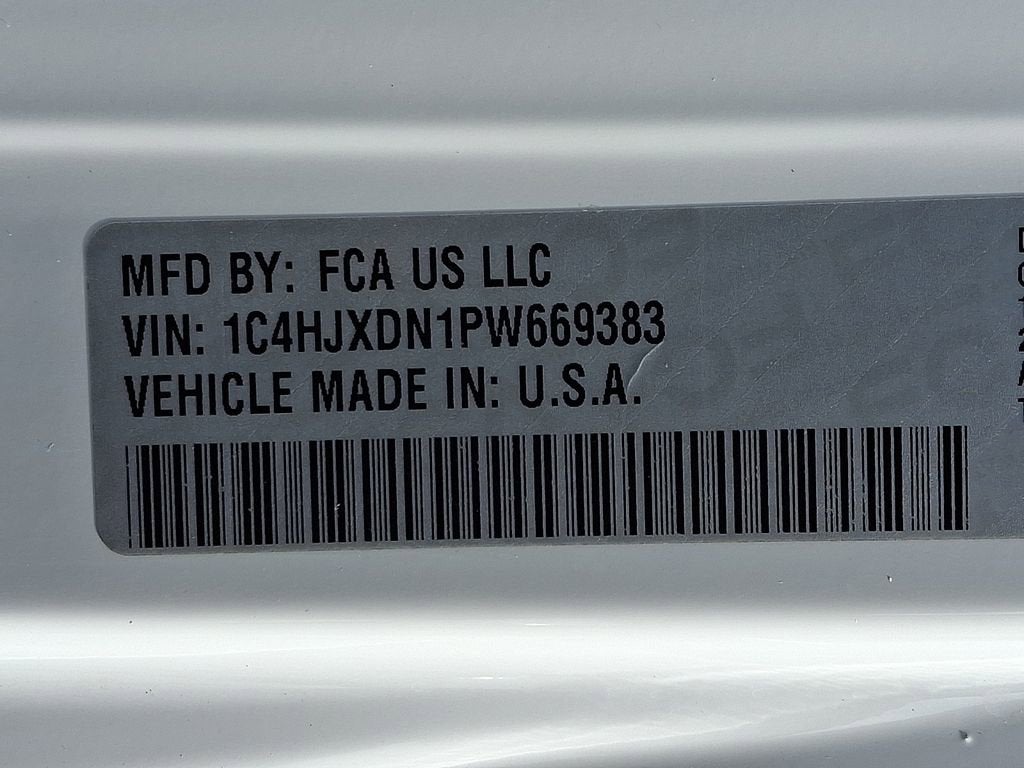 MFD BY: FCA US LLC
VIN: 1C4HJXDN1PW669383
VEHICLE MADE IN: U.S.A.